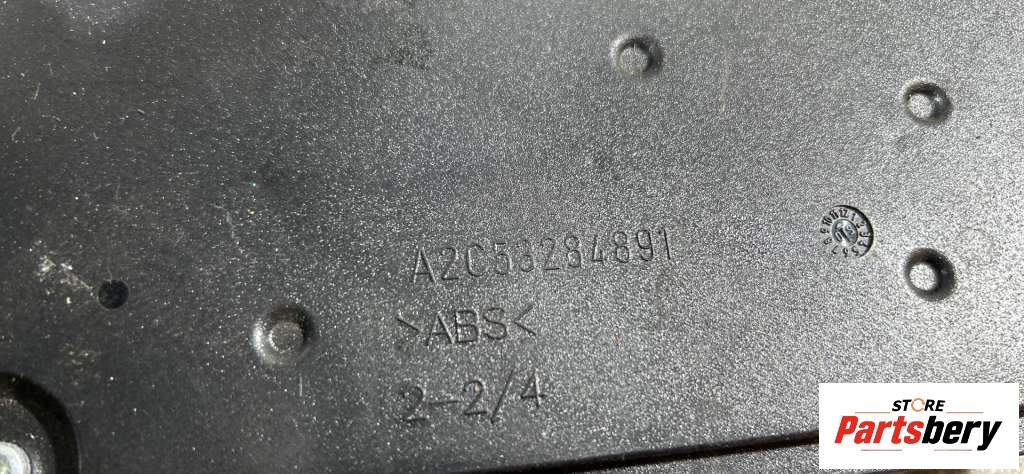 A2C53284891
>ABS<
2-2/4
STORE
Partsbery